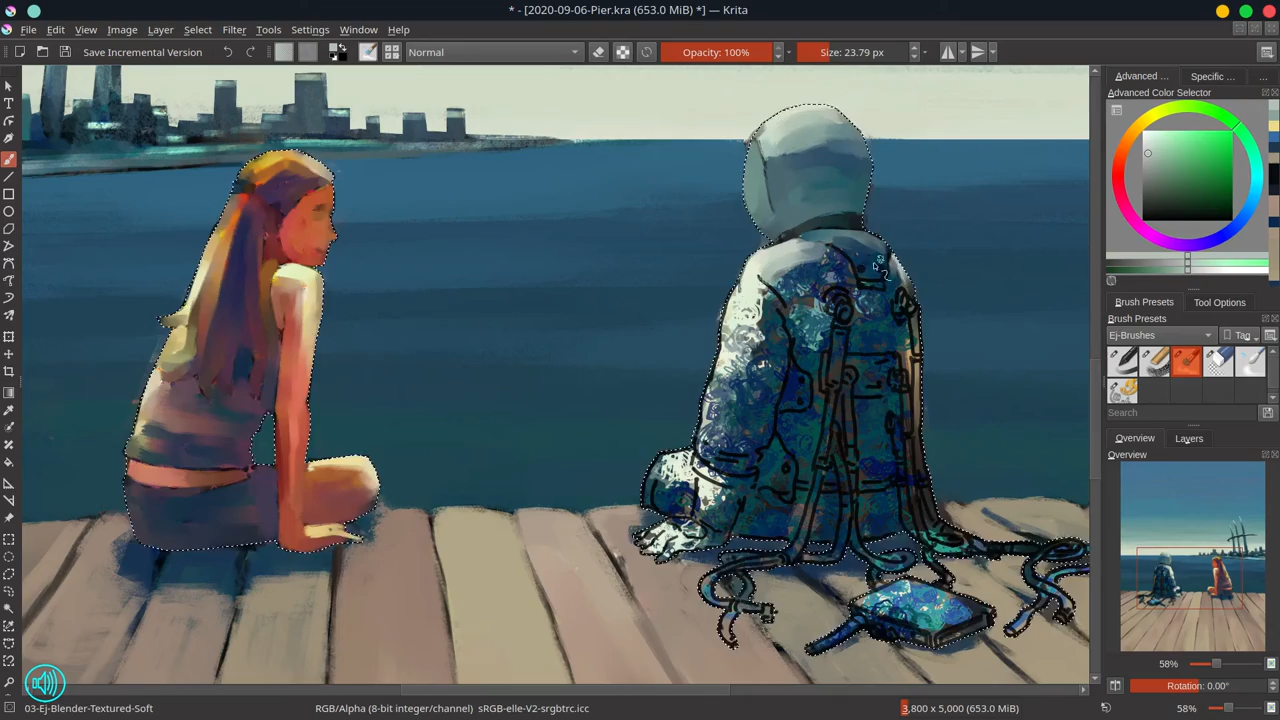 * - [2020-09-06-Pier.kra (653.0 MiB) *] — Krita
File Edit View Image Layer Select Filter Tools Settings Window Help
Save Incremental Version Normal Opacity: 100% Size: 23.79 px
Advanced ... Specific ... ...
Advanced Color Selector
Brush Presets Tool Options
Brush Presets
Ej-Brushes Tag
Search
Overview Layers
Overview
58%
Rotation: 0.00°
03-Ej-Blender-Textured-Soft RGB/Alpha (8-bit integer/channel) sRGB-elle-V2-srgbtrc.icc 3,800 x 5,000 (653.0 MiB) 58%